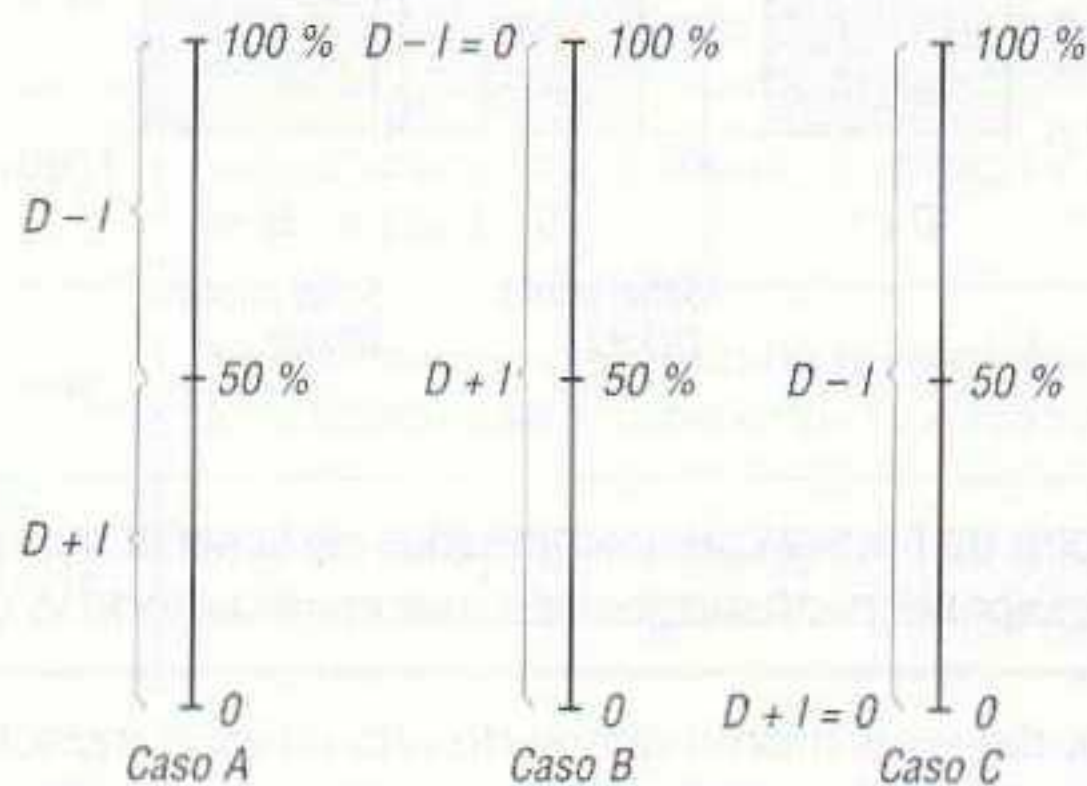 100 % D – I = 0 100 % 100 %
D – I
50 % D + I 50 % D – I 50 %
D + I
0 0 D + I = 0 0
Caso A Caso B Caso C